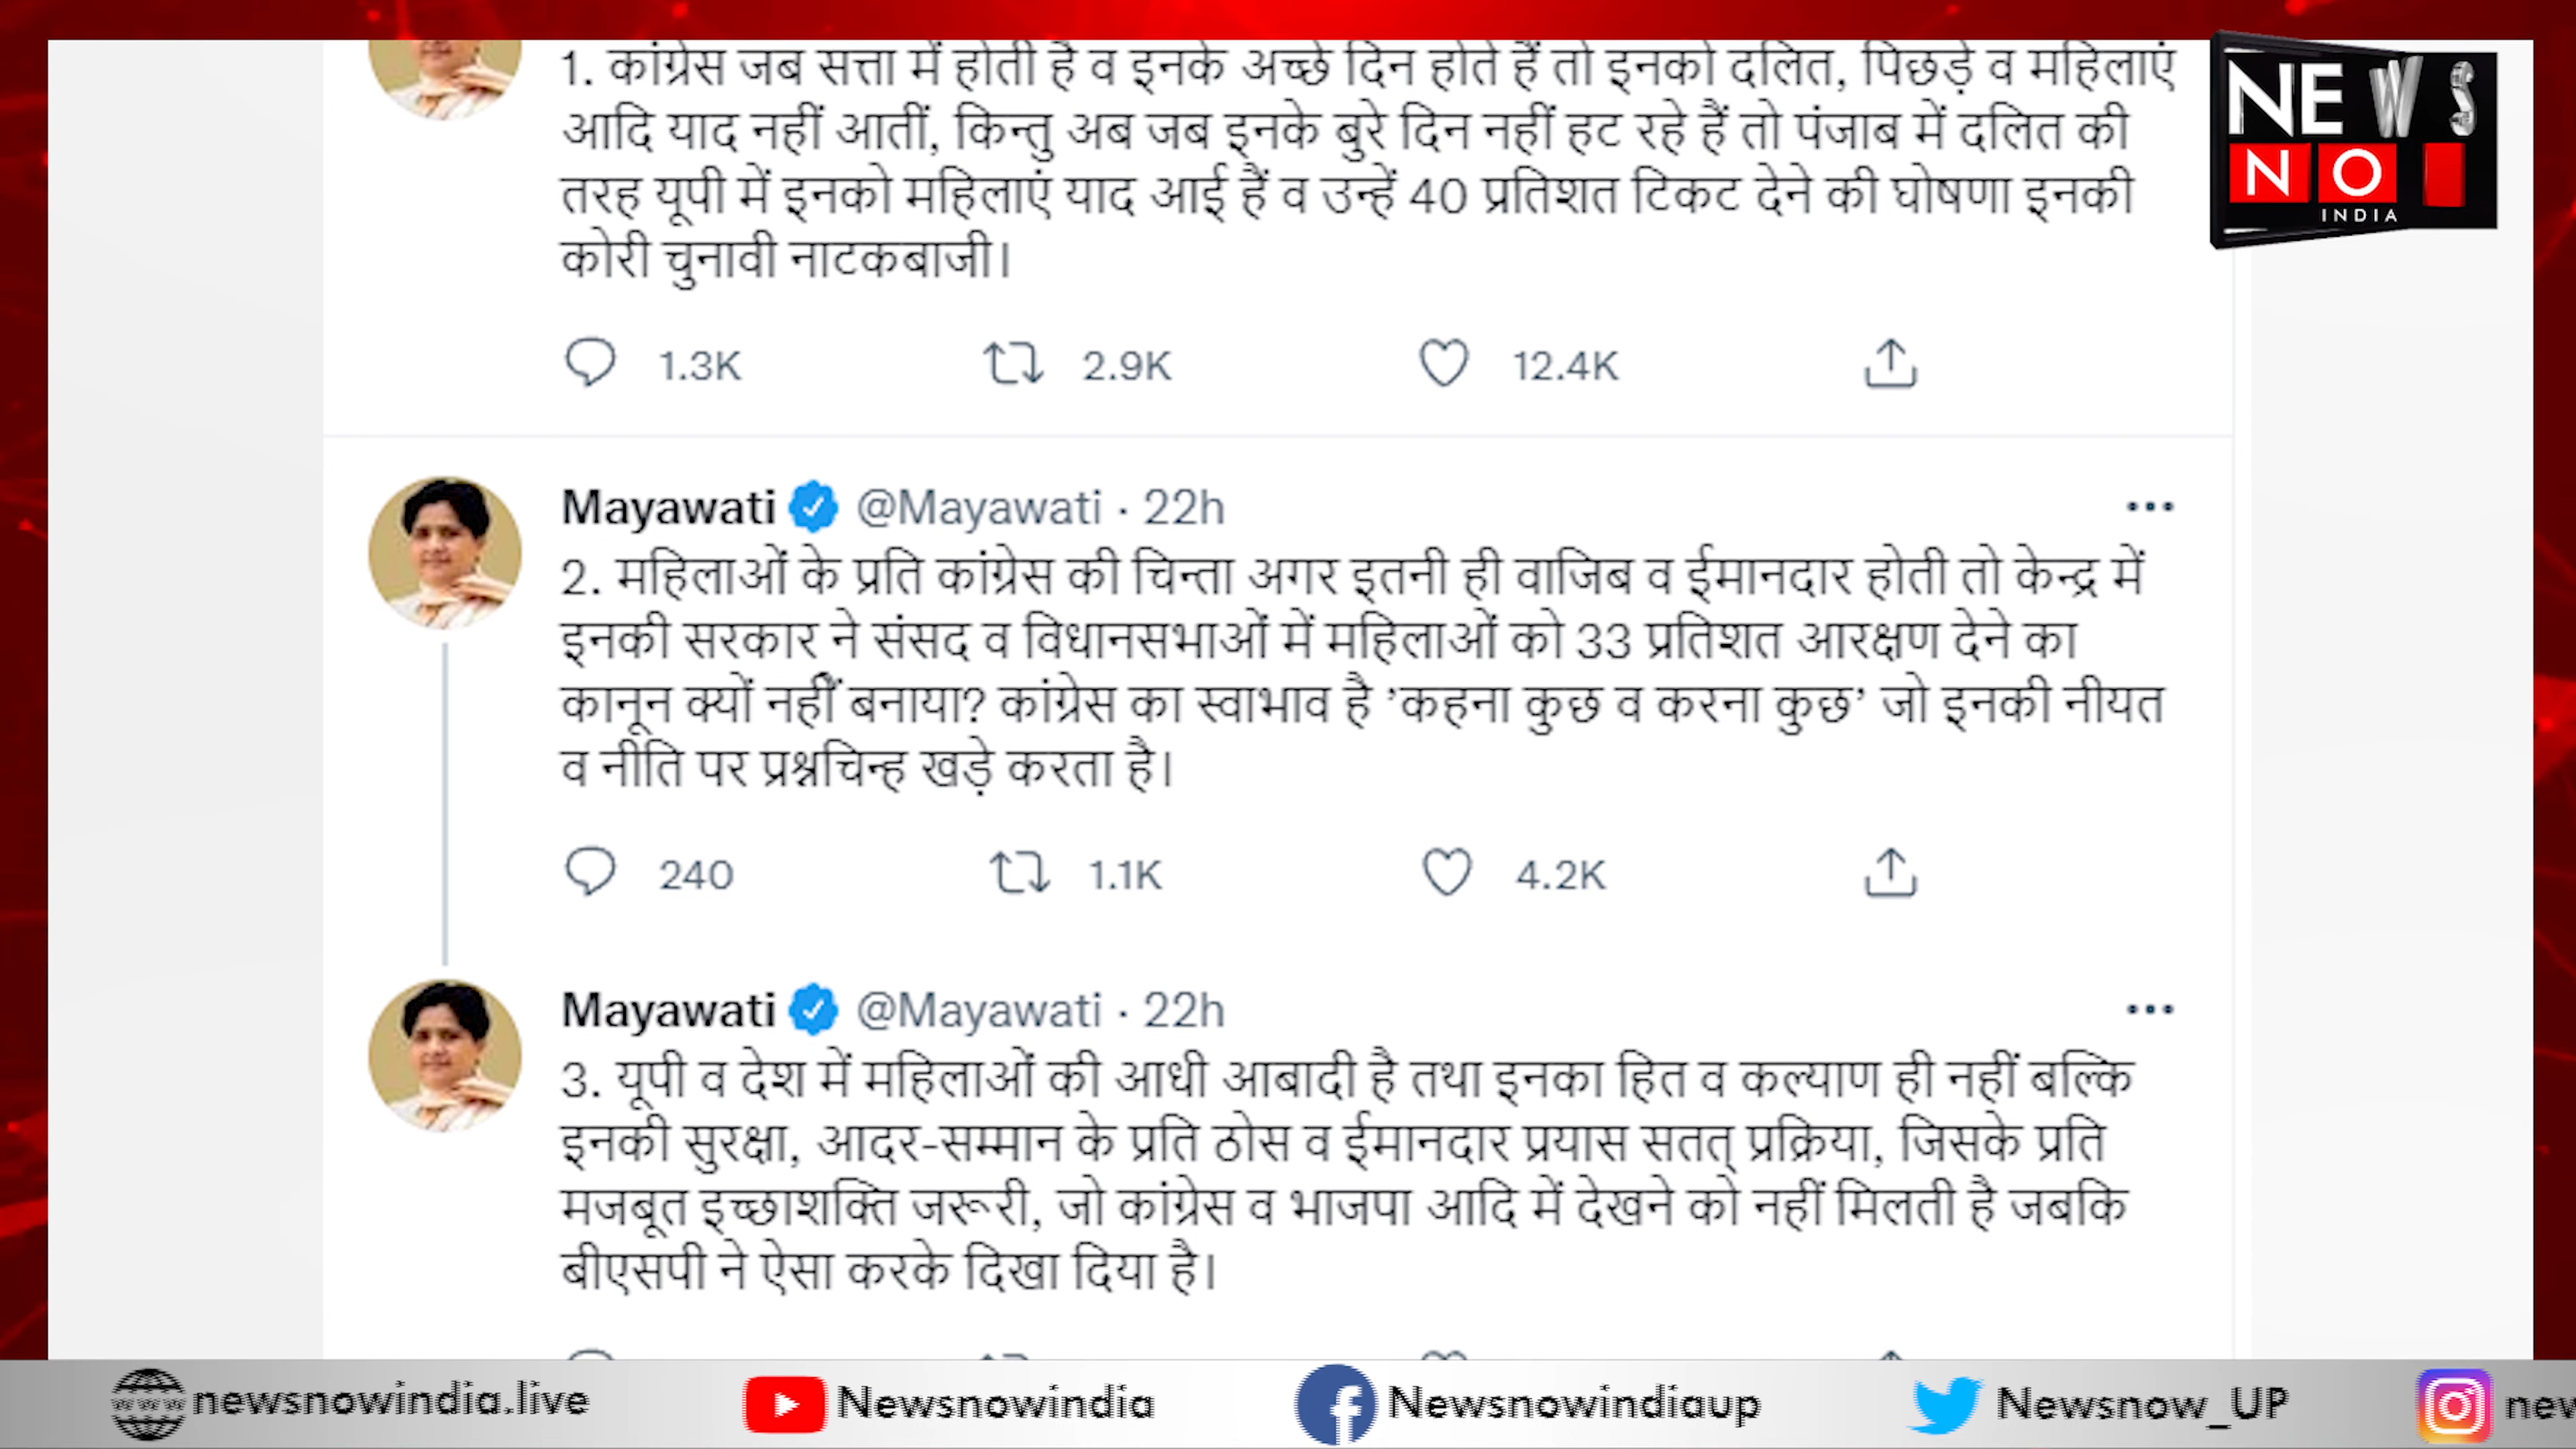 1. कांग्रेस जब सत्ता में होती है व इनके अच्छे दिन होते हैं तो इनको दलित, पिछड़े व महिलाएं
आदि याद नहीं आतीं, किन्तु अब जब इनके बुरे दिन नहीं हट रहे हैं तो पंजाब में दलित की
तरह यूपी में इनको महिलाएं याद आई हैं व उन्हें 40 प्रतिशत टिकट देने की घोषणा इनकी
कोरी चुनावी नाटकबाजी।
1.3K 2.9K 12.4K
NEWS
NO
INDIA
Mayawati @Mayawati · 22h
2. महिलाओं के प्रति कांग्रेस की चिन्ता अगर इतनी ही वाजिब व ईमानदार होती तो केन्द्र में
इनकी सरकार ने संसद व विधानसभाओं में महिलाओं को 33 प्रतिशत आरक्षण देने का
कानून क्यों नहीं बनाया? कांग्रेस का स्वाभाव है ’कहना कुछ व करना कुछ’ जो इनकी नीयत
व नीति पर प्रश्नचिन्ह खड़े करता है।
240 1.1K 4.2K
Mayawati @Mayawati · 22h
3. यूपी व देश में महिलाओं की आधी आबादी है तथा इनका हित व कल्याण ही नहीं बल्कि
इनकी सुरक्षा, आदर-सम्मान के प्रति ठोस व ईमानदार प्रयास सतत् प्रक्रिया, जिसके प्रति
मजबूत इच्छाशक्ति जरूरी, जो कांग्रेस व भाजपा आदि में देखने को नहीं मिलती है जबकि
बीएसपी ने ऐसा करके दिखा दिया है।
www newsnowindia.live Newsnowindia Newsnowindiaup Newsnow_UP new